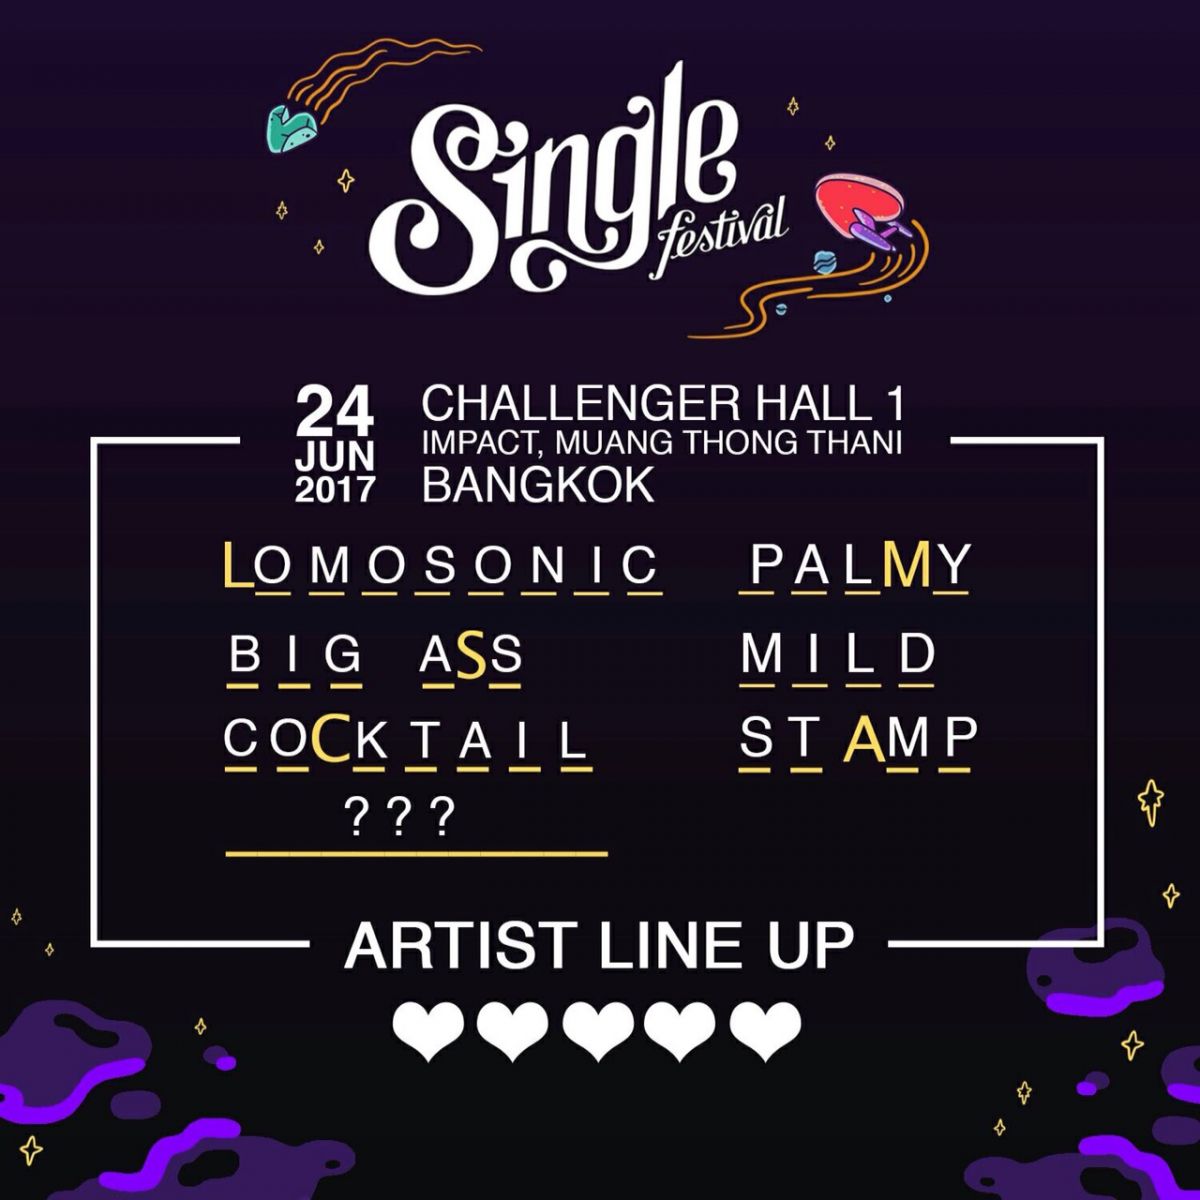 Single
festival
24
JUN
2017
CHALLENGER HALL 1
IMPACT, MUANG THONG THANI
BANGKOK
LOMOSONIC
PALMY
BIG ASS
MILD
COCKTAIL
STAMP
???
ARTIST LINE UP